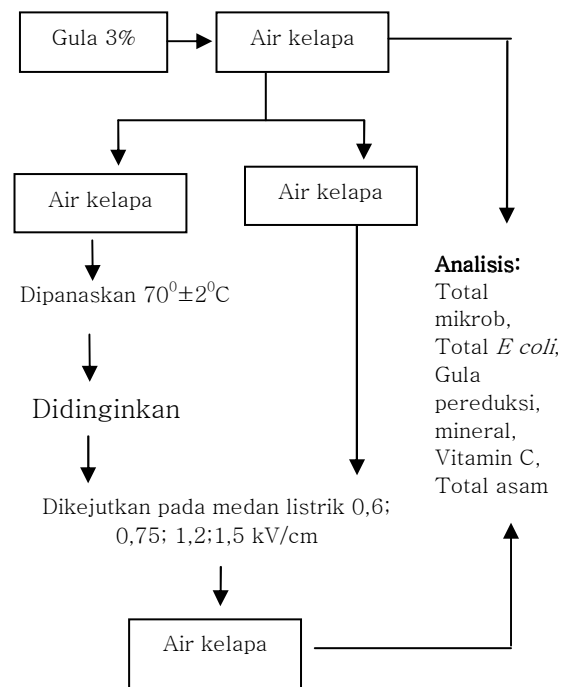 Gula 3%
Air kelapa
Air kelapa
Air kelapa
Dipanaskan 70⁰±2⁰C
Didinginkan
Dikejutkan pada medan listrik 0,6;
0,75; 1,2;1,5 kV/cm
Air kelapa
Analisis:
Total
mikrob,
Total E coli,
Gula
pereduksi,
mineral,
Vitamin C,
Total asam